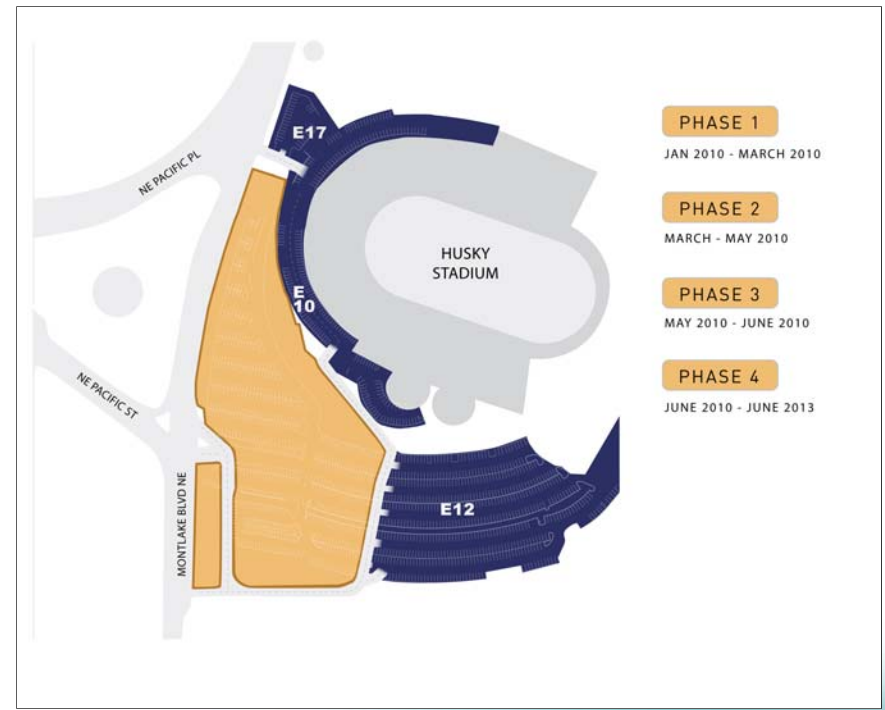 E17
NE PACIFIC PL
HUSKY
STADIUM
E
10
NE PACIFIC ST
MONTLAKE BLVD NE
E12
PHASE 1
JAN 2010 - MARCH 2010
PHASE 2
MARCH - MAY 2010
PHASE 3
MAY 2010 - JUNE 2010
PHASE 4
JUNE 2010 - JUNE 2013